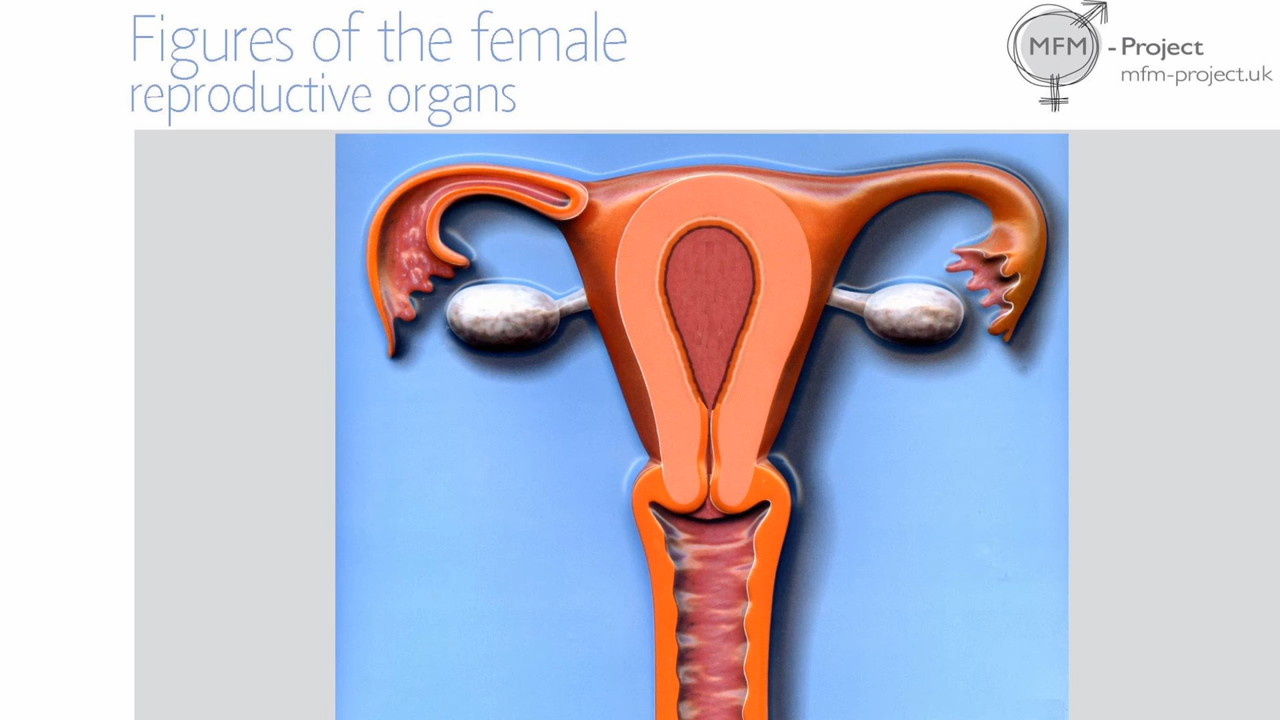 Figures of the female
reproductive organs
MFM - Project
mfm-project.uk